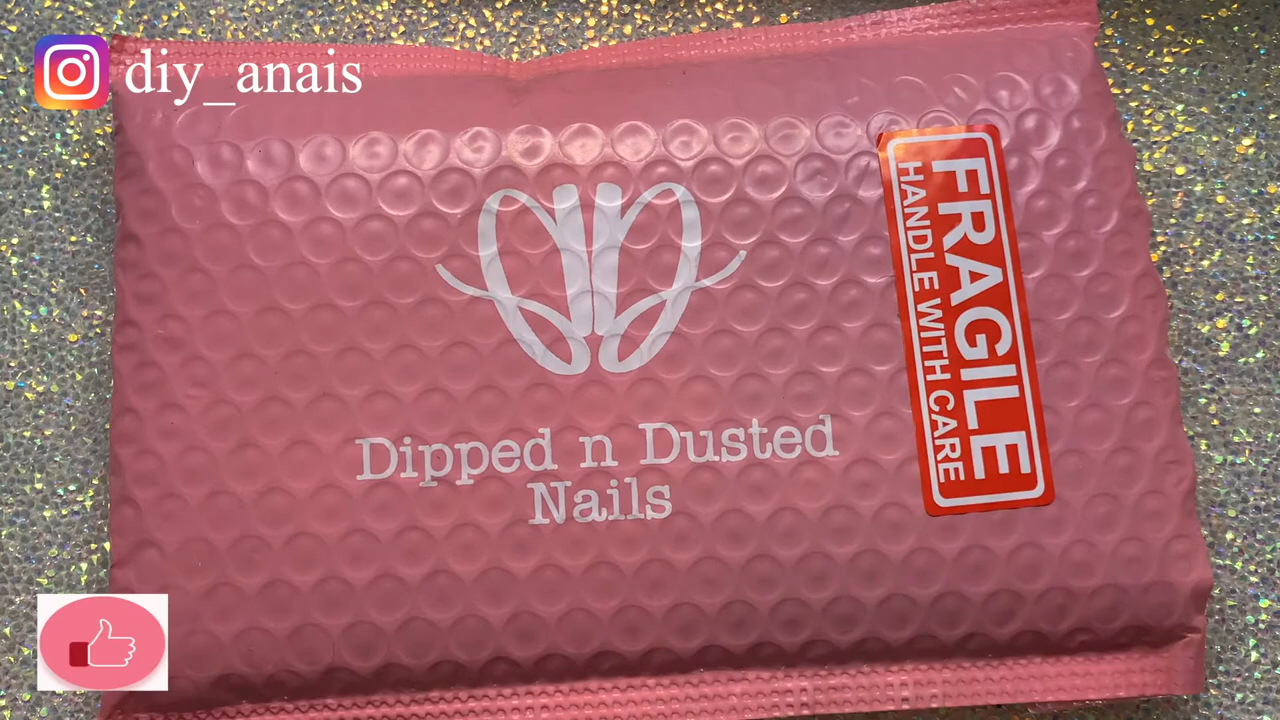 diy_anais
Dipped n Dusted
Nails
FRAGILE
HANDLE WITH CARE